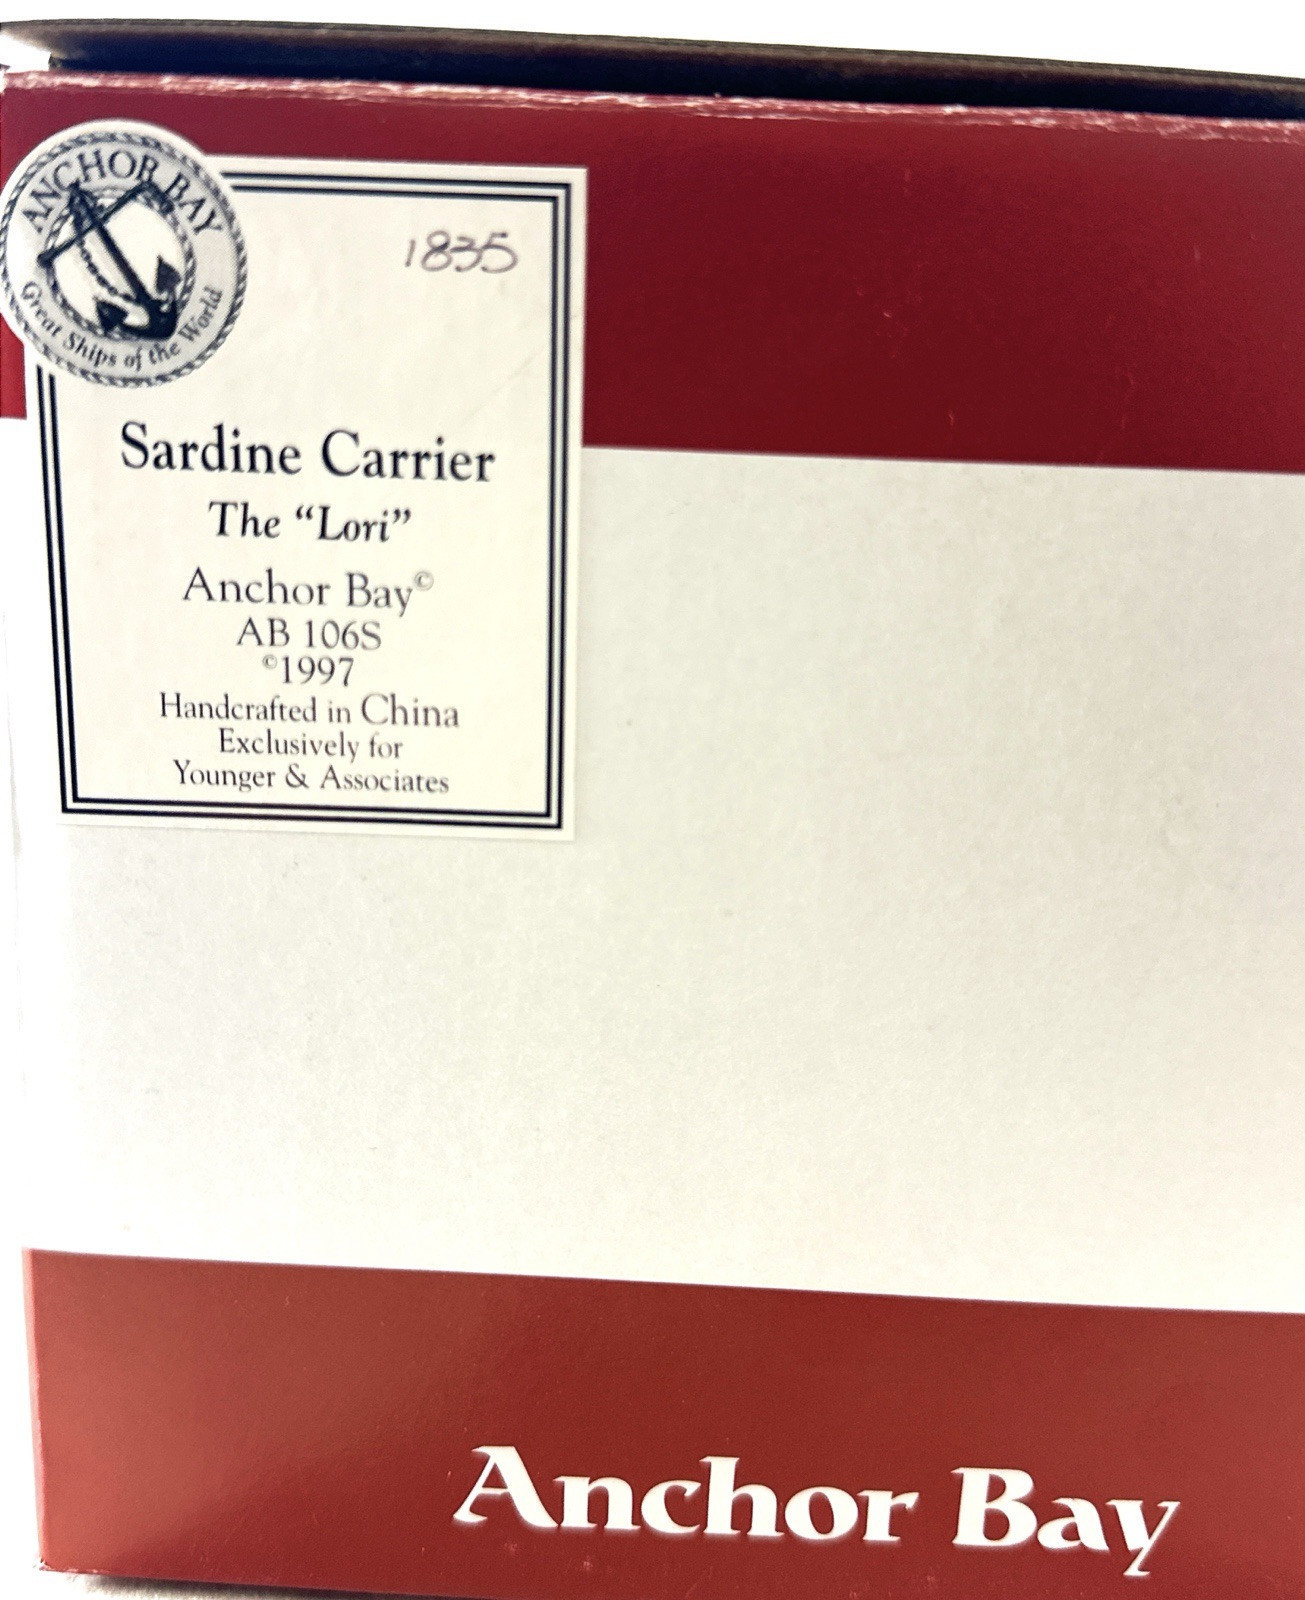 ANCHOR BAY
Great Ships of the World
1835
Sardine Carrier
The “Lori”
Anchor Bay©
AB 106S
©1997
Handcrafted in China
Exclusively for
Younger & Associates
Anchor Bay